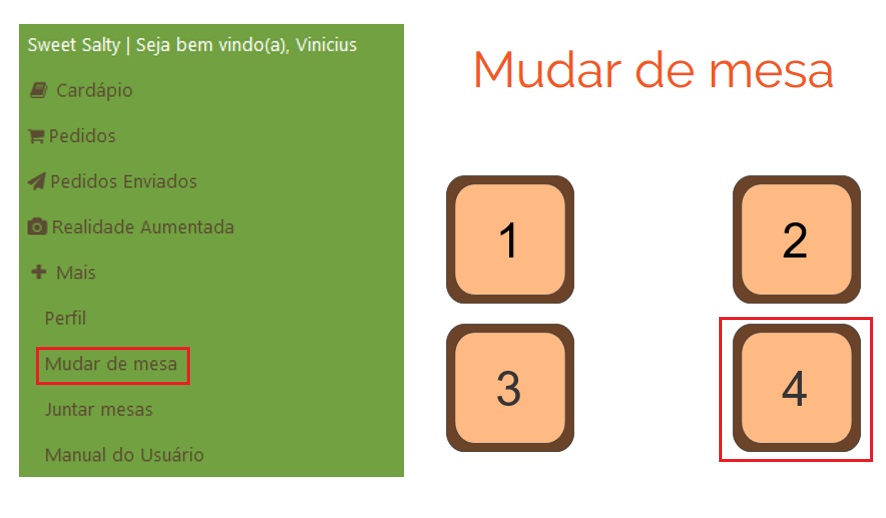 Sweet Salty | Seja bem vindo(a), Vinicius
Cardápio
Pedidos
Pedidos Enviados
Realidade Aumentada
Mais
Perfil
Mudar de mesa
Juntar mesas
Manual do Usuário
Mudar de mesa
1
2
3
4